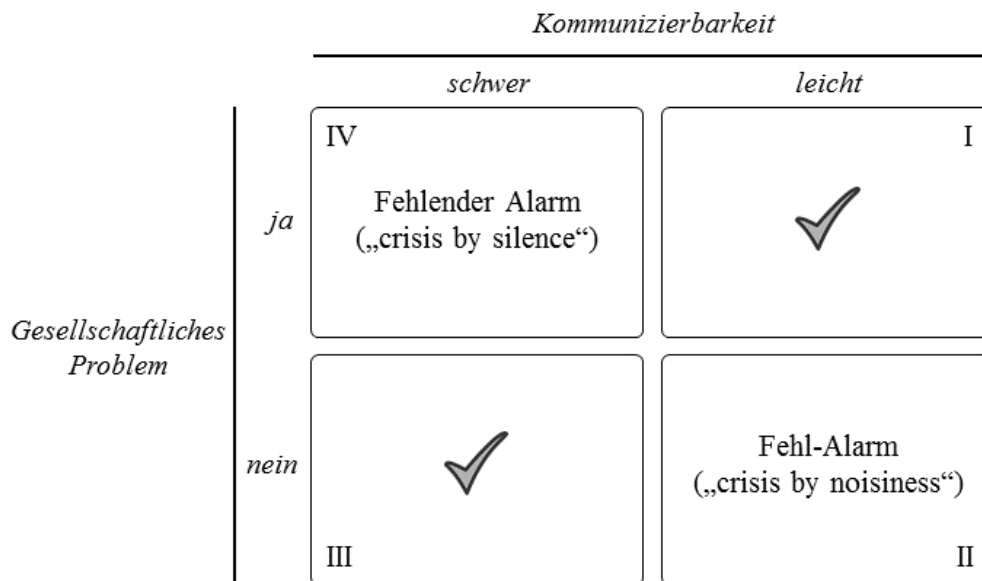 Kommunizierbarkeit
schwer
leicht
IV
I
ja
Fehlender Alarm
(„crisis by silence“)
Gesellschaftliches
Problem
nein
Fehl-Alarm
(„crisis by noisiness“)
III
II